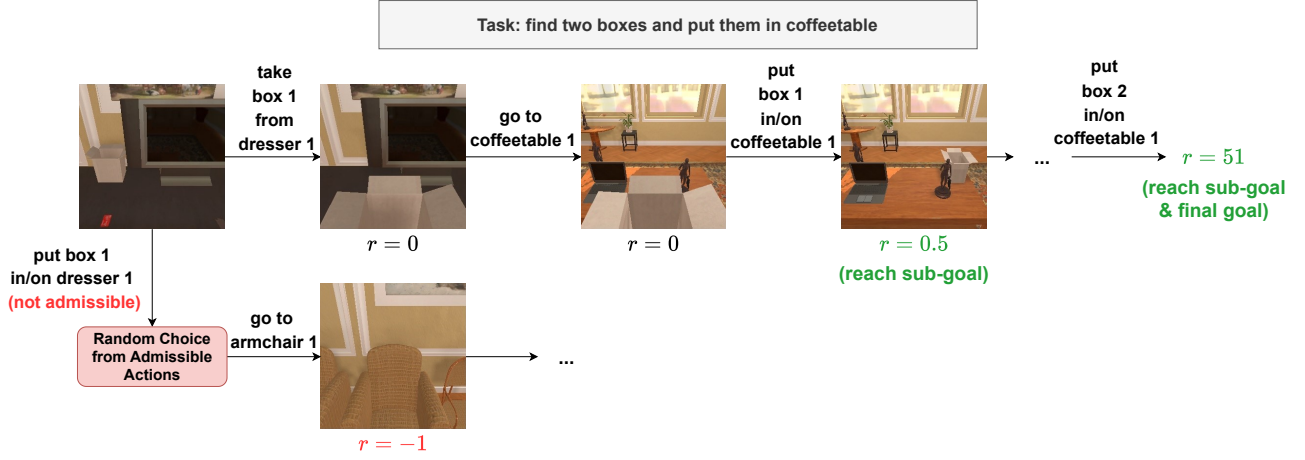 Task: find two boxes and put them in coffeetable
take
box 1
from
dresser 1
go to
coffeetable 1
put
box 1
in/on
coffeetable 1
...
put
box 2
in/on
coffeetable 1
r = 51
(reach sub-goal
& final goal)
r = 0
r = 0
r = 0.5
(reach sub-goal)
put box 1
in/on dresser 1
(not admissible)
Random Choice
from Admissible
Actions
go to
armchair 1
...
r = −1